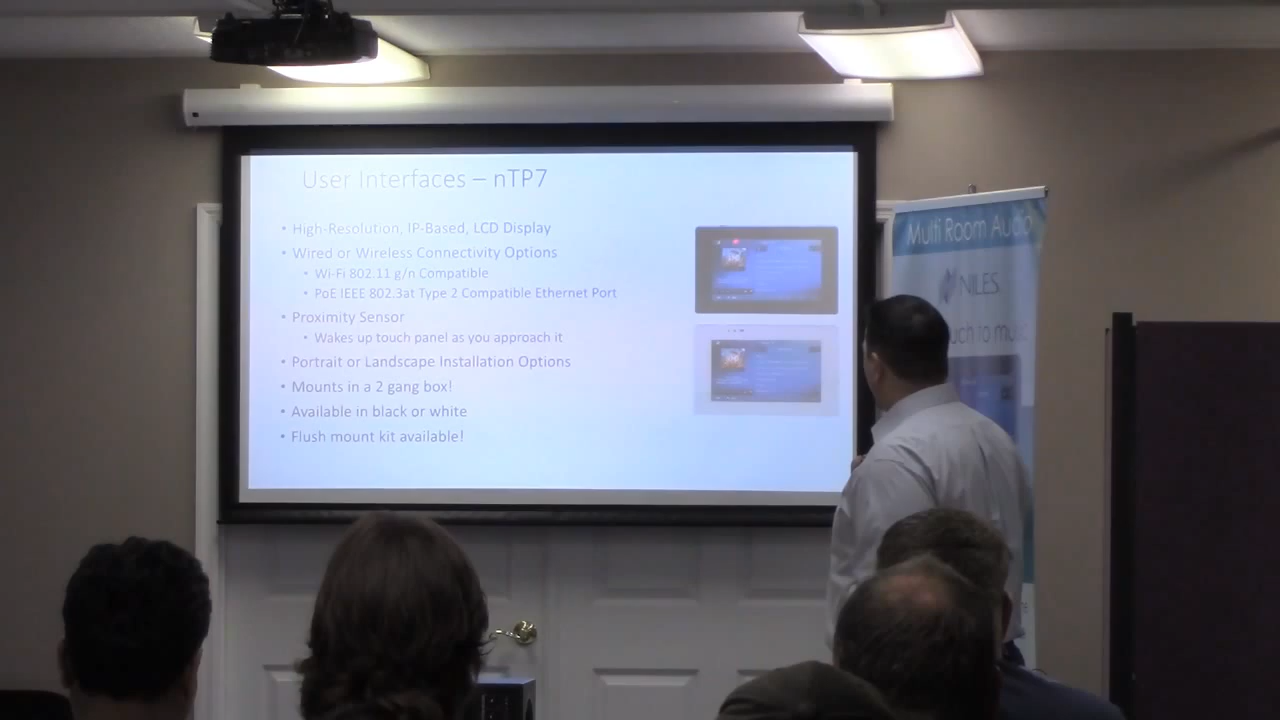 User Interfaces – nTP7
• High-Resolution, IP-Based, LCD Display
• Wired or Wireless Connectivity Options
• Wi-Fi 802.11 g/n Compatible
• PoE IEEE 802.3at Type 2 Compatible Ethernet Port
• Proximity Sensor
• Wakes up touch panel as you approach it
• Portrait or Landscape Installation Options
• Mounts in a 2 gang box!
• Available in black or white
• Flush mount kit available!
Multi Room Audio
NILES
uch to mus